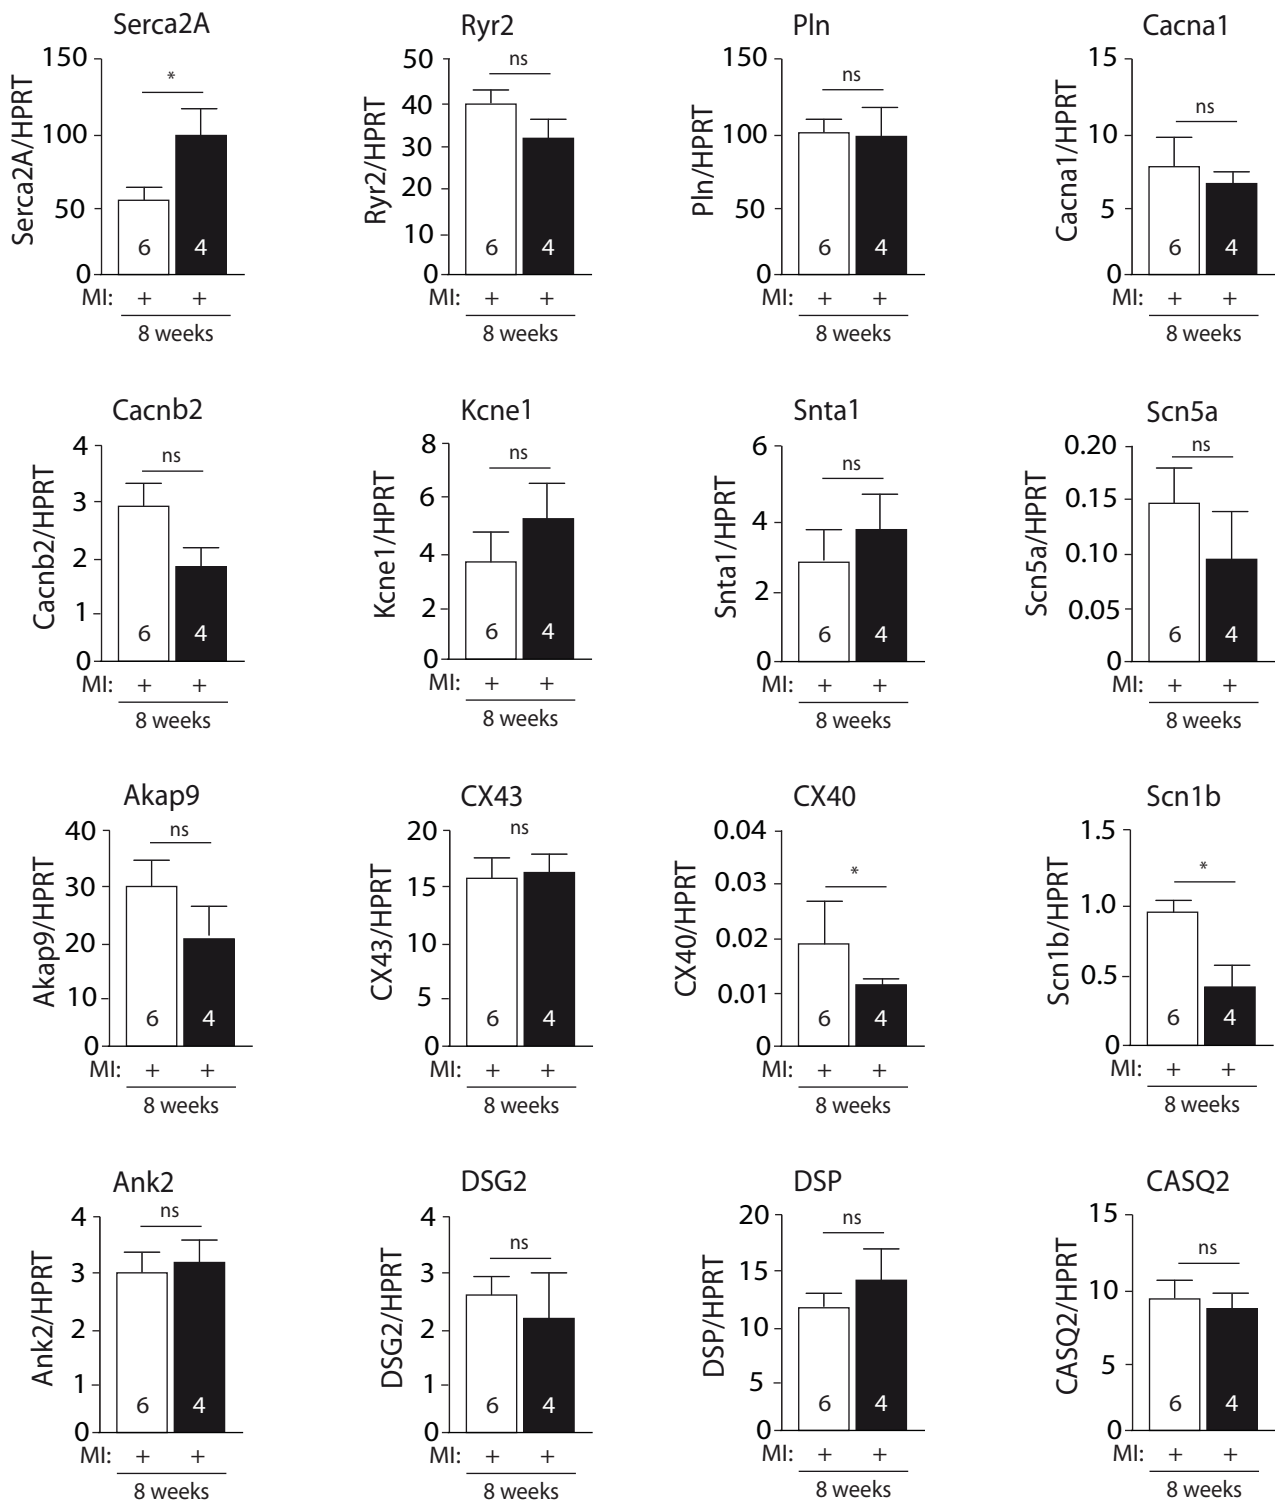 Serca2A
Serca2A/HPRT
150
100
50
0
*
6
4
MI: + +
8 weeks
Ryr2
Ryr2/HPRT
50
40
30
20
10
0
ns
6
4
MI: + +
8 weeks
Pln
Pln/HPRT
150
100
50
0
ns
6
4
MI: + +
8 weeks
Cacna1
Cacna1/HPRT
15
10
5
0
ns
6
4
MI: + +
8 weeks
Cacnb2
Cacnb2/HPRT
4
3
2
1
0
ns
6
4
MI: + +
8 weeks
Kcne1
Kcne1/HPRT
8
6
4
2
0
ns
6
4
MI: + +
8 weeks
Snta1
Snta1/HPRT
6
4
2
0
ns
6
4
MI: + +
8 weeks
Scn5a
Scn5a/HPRT
0.20
0.15
0.10
0.05
0
ns
6
4
MI: + +
8 weeks
Akap9
Akap9/HPRT
40
30
20
10
0
ns
6
4
MI: + +
8 weeks
CX43
CX43/HPRT
20
15
10
5
0
ns
6
4
MI: + +
8 weeks
CX40
CX40/HPRT
0.04
0.03
0.02
0.01
0
*
6
4
MI: + +
8 weeks
Scn1b
Scn1b/HPRT
1.5
1.0
0.5
0
*
6
4
MI: + +
8 weeks
Ank2
Ank2/HPRT
4
3
2
1
0
ns
6
4
MI: + +
8 weeks
DSG2
DSG2/HPRT
4
3
2
1
0
ns
6
4
MI: + +
8 weeks
DSP
DSP/HPRT
20
15
10
5
0
ns
6
4
MI: + +
8 weeks
CASQ2
CASQ2/HPRT
15
10
5
0
ns
6
4
MI: + +
8 weeks